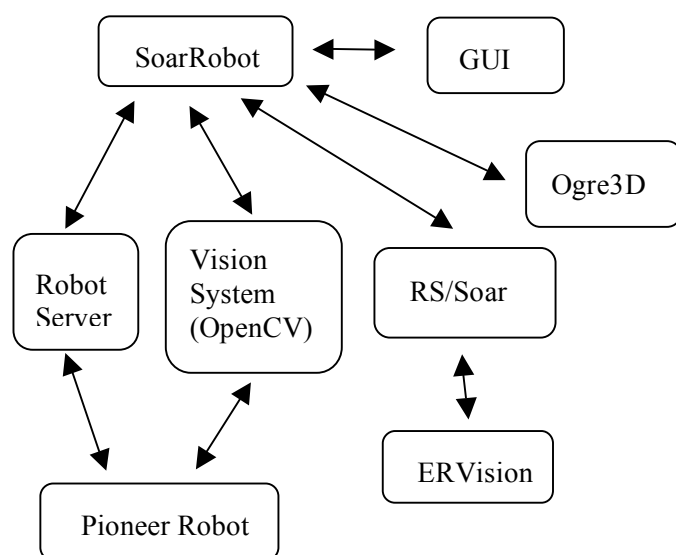 SoarRobot
GUI
Ogre3D
Robot
Server
Vision
System
(OpenCV)
RS/Soar
ERVision
Pioneer Robot